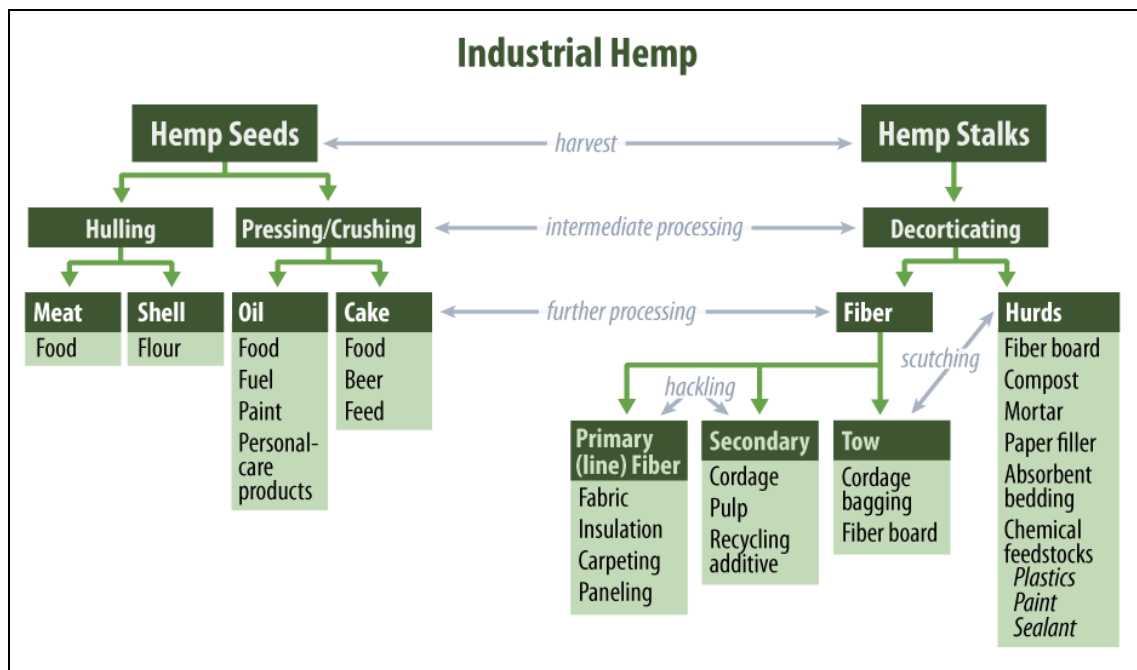 Industrial Hemp
Hemp Seeds
harvest
Hemp Stalks
Hulling
Pressing/Crushing
intermediate processing
Decorticating
Meat
Food
Shell
Flour
Oil
Food
Fuel
Paint
Personal-
care
products
Cake
Food
Beer
Feed
further processing
Fiber
Hurds
Fiber board
Compost
Mortar
Paper filler
Absorbent
bedding
Chemical
feedstocks
Plastics
Paint
Sealant
scutching
hackling
Primary
(line) Fiber
Fabric
Insulation
Carpeting
Paneling
Secondary
Cordage
Pulp
Recycling
additive
Tow
Cordage
bagging
Fiber board